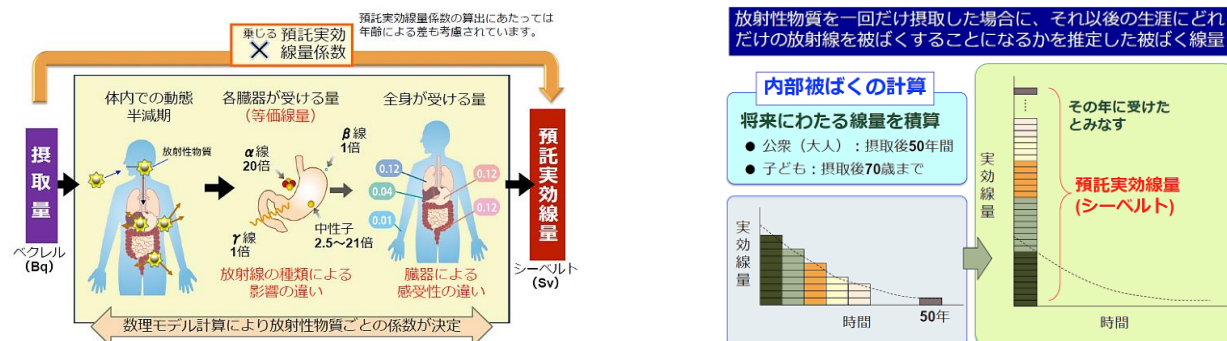 預託実効線量係数の算出にあたっては
年齢による差も考慮されています。
乗じる
×
預託実効
線量係数
体内での動態
半減期
各臓器が受ける量
(等価線量)
全身が受ける量
摂取量
ベクレル
(Bq)
放射性物質
α線
20倍
β線
1倍
γ線
1倍
中性子
2.5～21倍
0.12
0.04
0.01
0.12
0.12
預託実効線量
シーベルト
(Sv)
放射線の種類による
影響の違い
臓器による
感受性の違い
数理モデル計算により放射性物質ごとの係数が決定
放射性物質を一回だけ摂取した場合に、それ以後の生涯にどれ
だけの放射線を被ばくすることになるかを推定した被ばく線量
内部被ばくの計算
将来にわたる線量を積算
● 公衆（大人）：摂取後50年間
● 子ども：摂取後70歳まで
実効線量
時間
50年
実効線量
その年に受けた
とみなす
預託実効線量
(シーベルト)
時間